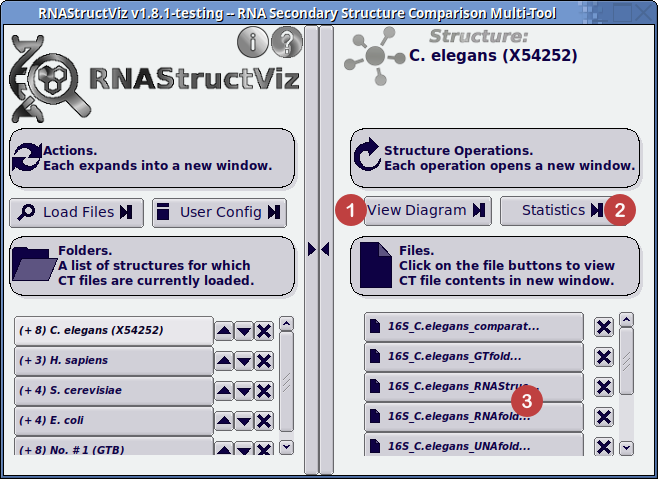 RNAStructViz v1.8.1-testing -- RNA Secondary Structure Comparison Multi-Tool
i
?
RNAStructViz
Actions.
Each expands into a new window.
Load Files
User Config
Folders.
A list of structures for which
CT files are currently loaded.
(+ 8) C. elegans (X54252)
(+ 3) H. sapiens
(+ 4) S. cerevisiae
(+ 4) E. coli
(+ 8) No. #1 (GTB)
Structure:
C. elegans (X54252)
Structure Operations.
Each operation opens a new window.
1
View Diagram
Statistics
2
Files.
Click on the file buttons to view
CT file contents in new window.
16S_C.elegans_comparat...
16S_C.elegans_GTfold...
16S_C.elegans_RNAStruc...
3
16S_C.elegans_RNAfold...
16S_C.elegans_UNAfold...